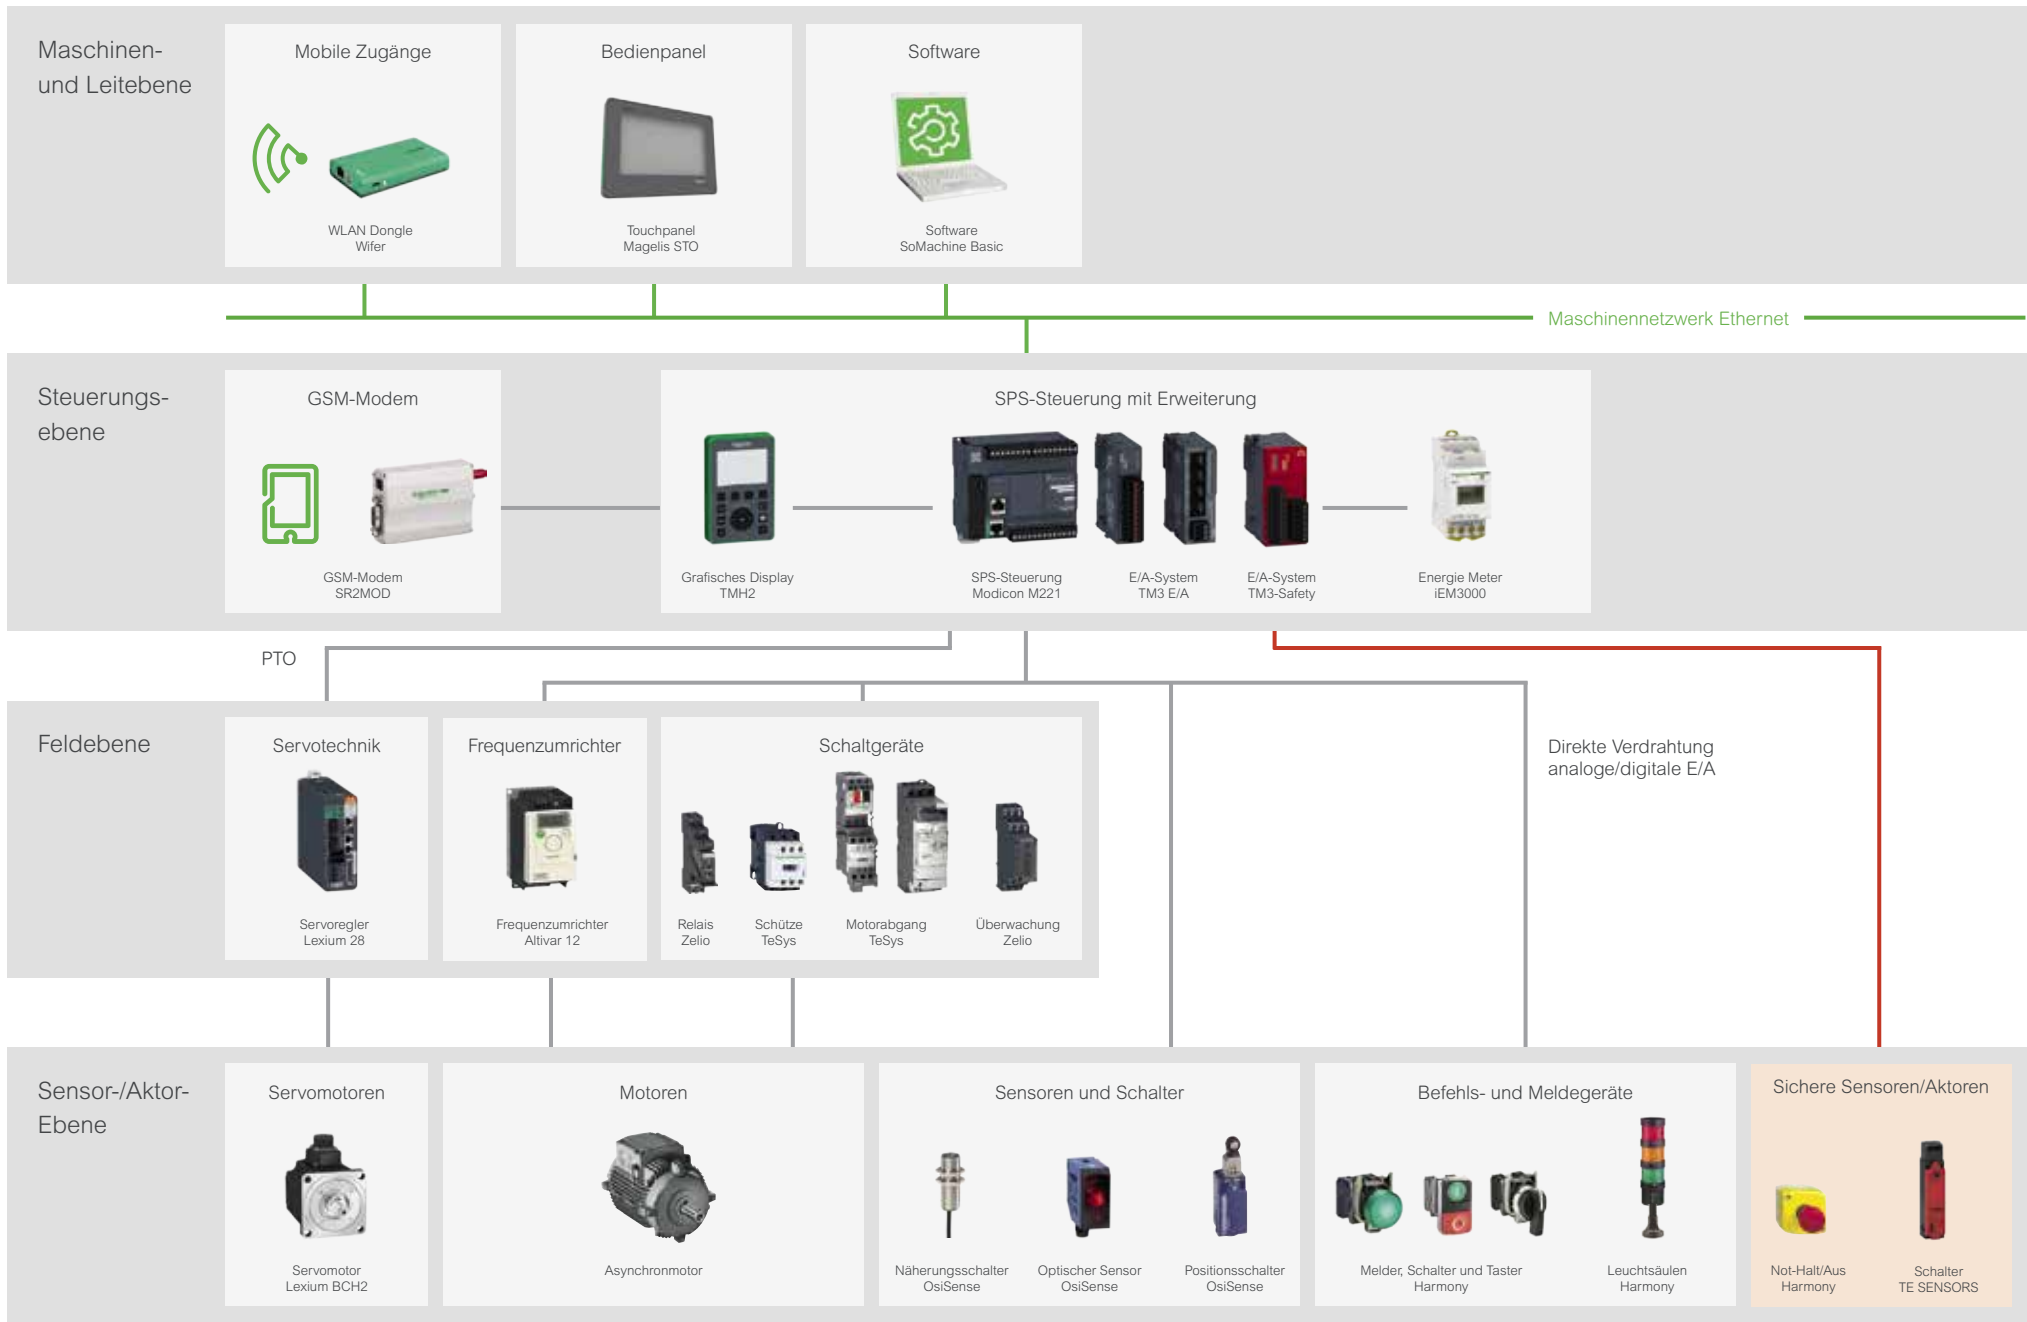 Maschinen-
und Leitebene
Mobile Zugänge
WLAN Dongle
Wifer
Bedienpanel
Touchpanel
Magelis STO
Software
Software
SoMachine Basic
Maschinennetzwerk Ethernet
Steuerungs-
ebene
GSM-Modem
GSM-Modem
SR2MOD
SPS-Steuerung mit Erweiterung
Grafisches Display
TMH2
SPS-Steuerung
Modicon M221
E/A-System
TM3 E/A
E/A-System
TM3-Safety
Energie Meter
iEM3000
PTO
Feldebene
Servotechnik
Servoregler
Lexium 28
Frequenzumrichter
Frequenzumrichter
Altivar 12
Schaltgeräte
Relais
Zelio
Schütze
TeSys
Motorabgang
TeSys
Überwachung
Zelio
Direkte Verdrahtung
analoge/digitale E/A
Sensor-/Aktor-
Ebene
Servomotoren
Servomotor
Lexium BCH2
Motoren
Asynchronmotor
Sensoren und Schalter
Näherungsschalter
OsiSense
Optischer Sensor
OsiSense
Positionsschalter
OsiSense
Befehls- und Meldegeräte
Melder, Schalter und Taster
Harmony
Leuchtsäulen
Harmony
Sichere Sensoren/Aktoren
Not-Halt/Aus
Harmony
Schalter
TE SENSORS